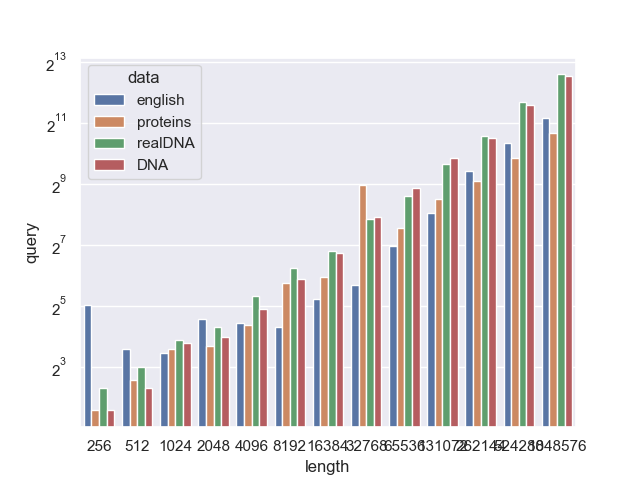 2^13
2^11
2^9
2^7
2^5
2^3
query
data
english
proteins
realDNA
DNA
256 512 1024 2048 4096 8192 16384 32768 65536 131072 262144 524288 1048576
length